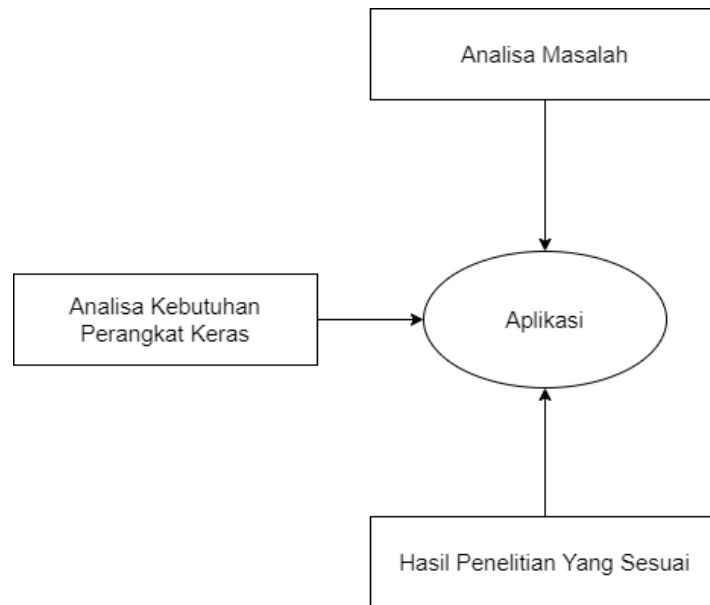 Analisa Masalah
Analisa Kebutuhan
Perangkat Keras
Aplikasi
Hasil Penelitian Yang Sesuai